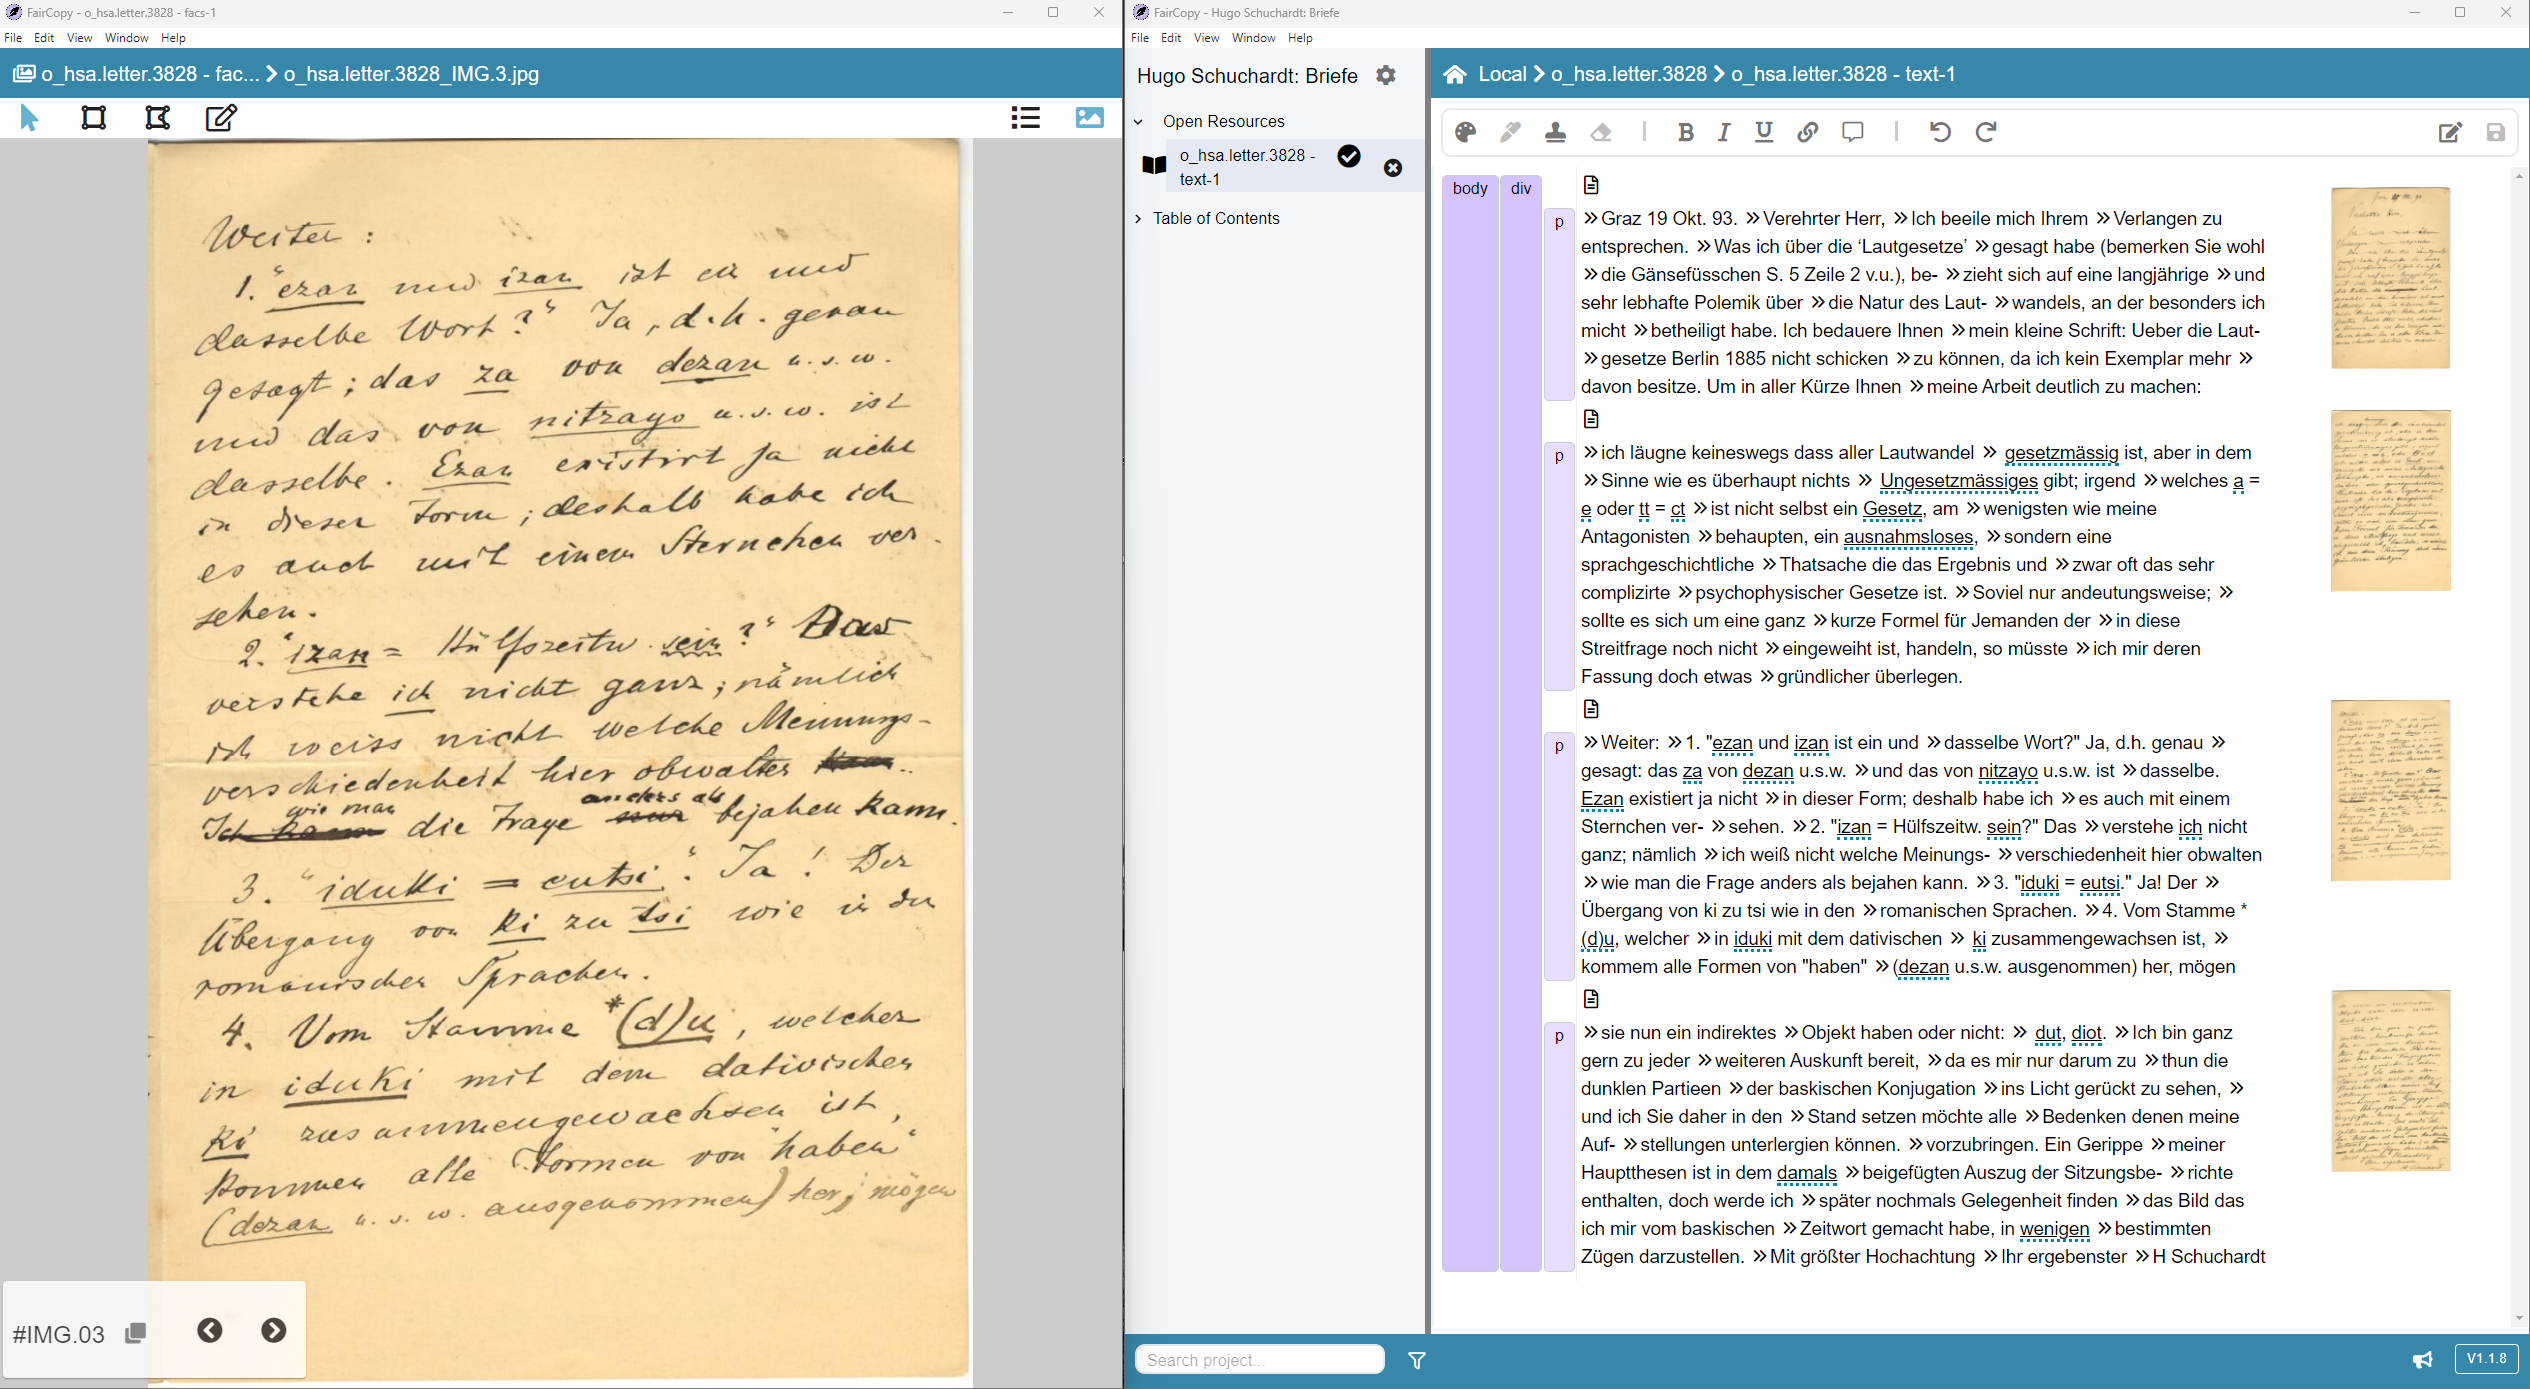 FairCopy - o_hsa.letter.3828 - facs-1
File Edit View Window Help
o_hsa.letter.3828 - fac... o_hsa.letter.3828_IMG.3.jpg
Weiter :
1. "ezan und izan ist ein und
dasselbe Wort?" Ja, d.h. genau
gesagt; das za von dezan u.s.w.
und das von nitzayo u.s.w. ist
dasselbe. Ezan existirt ja nicht
in dieser Form; deshalb habe ich
es auch mit einem Sternchen ver-
sehen.
2. "izan = Hülfszeitw. sein?" Das
verstehe ich nicht ganz; nämlich
ich weiss nicht welche Meinungs-
verschiedenheit hier obwalten
wie man anders als
Ich kann die Frage nur bejahen kann.
3. "iduki = eutsi". Ja! Der
Übergang von ki zu tsi wie in den
romanischen Sprachen.
4. Vom Stamme *(d)u, welcher
in iduki mit dem dativischen
ki zusammengewachsen ist,
kommen alle Formen von "haben"
(dezan u.s.w. ausgenommen) her; mögen
#IMG.03
FairCopy - Hugo Schuchardt: Briefe
File Edit View Window Help
Hugo Schuchardt: Briefe
Open Resources
o_hsa.letter.3828 -
text-1
Table of Contents
Local o_hsa.letter.3828 o_hsa.letter.3828 - text-1
B I U
body div
p
»Graz 19 Okt. 93. »Verehrter Herr, »Ich beeile mich Ihrem »Verlangen zu
entsprechen. »Was ich über die ‘Lautgesetze’ »gesagt habe (bemerken Sie wohl
»die Gänsefüsschen S. 5 Zeile 2 v.u.), be- »zieht sich auf eine langjährige »und
sehr lebhafte Polemik über »die Natur des Laut- »wandels, an der besonders ich
micht »betheiligt habe. Ich bedauere Ihnen »mein kleine Schrift: Ueber die Laut-
»gesetze Berlin 1885 nicht schicken »zu können, da ich kein Exemplar mehr »
davon besitze. Um in aller Kürze Ihnen »meine Arbeit deutlich zu machen:
p
»ich läugne keineswegs dass aller Lautwandel » gesetzmässig ist, aber in dem
»Sinne wie es überhaupt nichts » Ungesetzmässiges gibt; irgend »welches a =
e oder tt = ct »ist nicht selbst ein Gesetz, am »wenigsten wie meine
Antagonisten »behaupten, ein ausnahmsloses, »sondern eine
sprachgeschichtliche »Thatsache die das Ergebnis und »zwar oft das sehr
complizirte »psychophysischer Gesetze ist. »Soviel nur andeutungsweise; »
sollte es sich um eine ganz »kurze Formel für Jemanden der »in diese
Streitfrage noch nicht »eingeweiht ist, handeln, so müsste »ich mir deren
Fassung doch etwas »gründlicher überlegen.
p
»Weiter: »1. "ezan und izan ist ein und »dasselbe Wort?" Ja, d.h. genau »
gesagt: das za von dezan u.s.w. »und das von nitzayo u.s.w. ist »dasselbe.
Ezan existiert ja nicht »in dieser Form; deshalb habe ich »es auch mit einem
Sternchen ver- »sehen. »2. "izan = Hülfszeitw. sein?" Das »verstehe ich nicht
ganz; nämlich »ich weiß nicht welche Meinungs- »verschiedenheit hier obwalten
»wie man die Frage anders als bejahen kann. »3. "iduki = eutsi." Ja! Der »
Übergang von ki zu tsi wie in den »romanischen Sprachen. »4. Vom Stamme *
(d)u, welcher »in iduki mit dem dativischen » ki zusammengewachsen ist, »
kommem alle Formen von "haben" »(dezan u.s.w. ausgenommen) her, mögen
p
»sie nun ein indirektes »Objekt haben oder nicht: » dut, diot. »Ich bin ganz
gern zu jeder »weiteren Auskunft bereit, »da es mir nur darum zu »thun die
dunklen Partieen »der baskischen Konjugation »ins Licht gerückt zu sehen, »
und ich Sie daher in den »Stand setzen möchte alle »Bedenken denen meine
Auf- »stellungen unterlergien können. »vorzubringen. Ein Gerippe »meiner
Hauptthesen ist in dem damals »beigefügten Auszug der Sitzungsbe- »richte
enthalten, doch werde ich »später nochmals Gelegenheit finden »das Bild das
ich mir vom baskischen »Zeitwort gemacht habe, in wenigen »bestimmten
Zügen darzustellen. »Mit größter Hochachtung »Ihr ergebenster »H Schuchardt
Search project...
V1.1.8